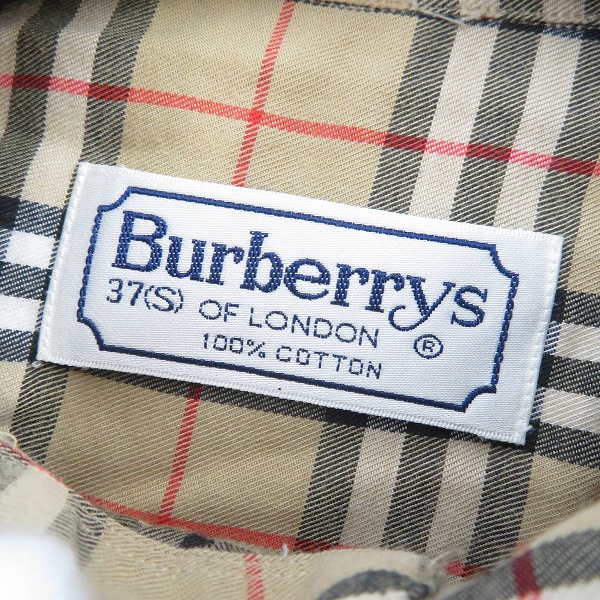 Burberrys
37(S) OF LONDON ®
100% COTTON